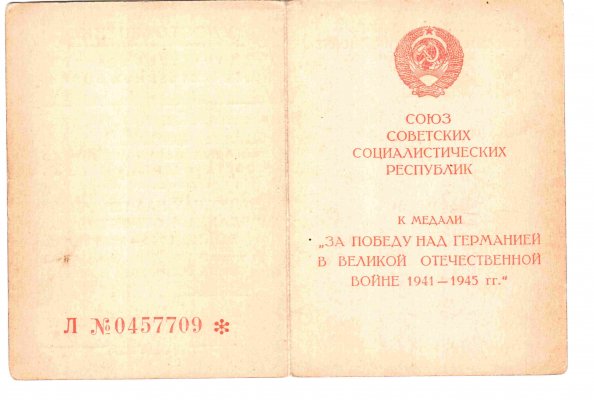 Л №0457709 *
СОЮЗ
СОВЕТСКИХ
СОЦИАЛИСТИЧЕСКИХ
РЕСПУБЛИК
К МЕДАЛИ
„ЗА ПОБЕДУ НАД ГЕРМАНИЕЙ
В ВЕЛИКОЙ ОТЕЧЕСТВЕННОЙ
ВОЙНЕ 1941—1945 гг.“